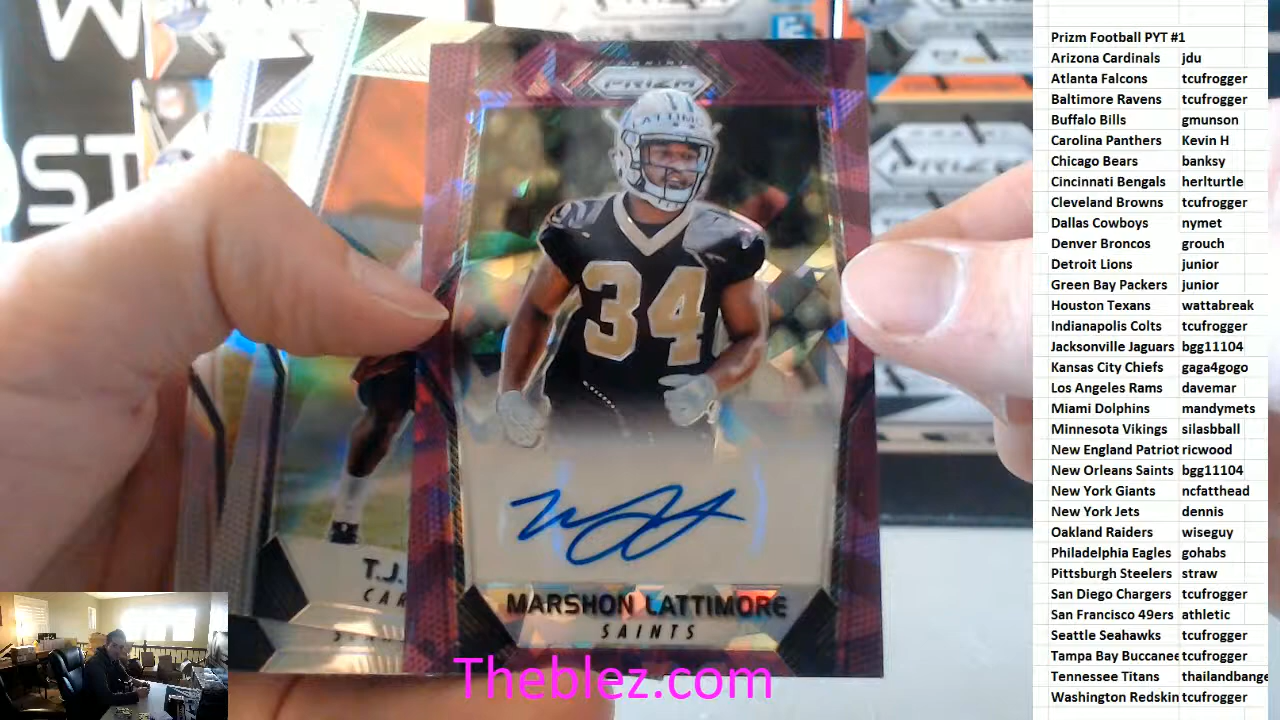 W
OST
PANINI
PRIZM
PRIZM
LATTIM
34
MARSHON LATTIMORE
SAINTS
T.J.
CAR
Theblez.com
Prizm Football PYT #1
Arizona Cardinals jdu
Atlanta Falcons tcufrogger
Baltimore Ravens tcufrogger
Buffalo Bills gmunson
Carolina Panthers Kevin H
Chicago Bears banksy
Cincinnati Bengals herlturtle
Cleveland Browns tcufrogger
Dallas Cowboys nymet
Denver Broncos grouch
Detroit Lions junior
Green Bay Packers junior
Houston Texans wattabreak
Indianapolis Colts tcufrogger
Jacksonville Jaguars bgg11104
Kansas City Chiefs gaga4gogo
Los Angeles Rams davemar
Miami Dolphins mandymets
Minnesota Vikings silasbball
New England Patriot ricwood
New Orleans Saints bgg11104
New York Giants ncfatthead
New York Jets dennis
Oakland Raiders wiseguy
Philadelphia Eagles gohabs
Pittsburgh Steelers straw
San Diego Chargers tcufrogger
San Francisco 49ers athletic
Seattle Seahawks tcufrogger
Tampa Bay Buccanee tcufrogger
Tennessee Titans thailandbange
Washington Redskin tcufrogger